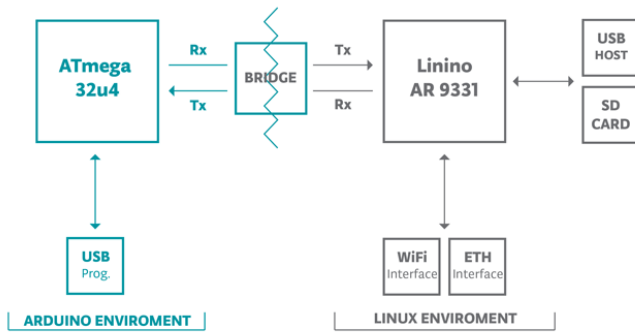 ATmega
32u4
Rx
Tx
BRIDGE
Tx
Rx
Linino
AR 9331
USB
HOST
SD
CARD
USB
Prog.
WiFi
Interface
ETH
Interface
ARDUINO ENVIROMENT
LINUX ENVIROMENT